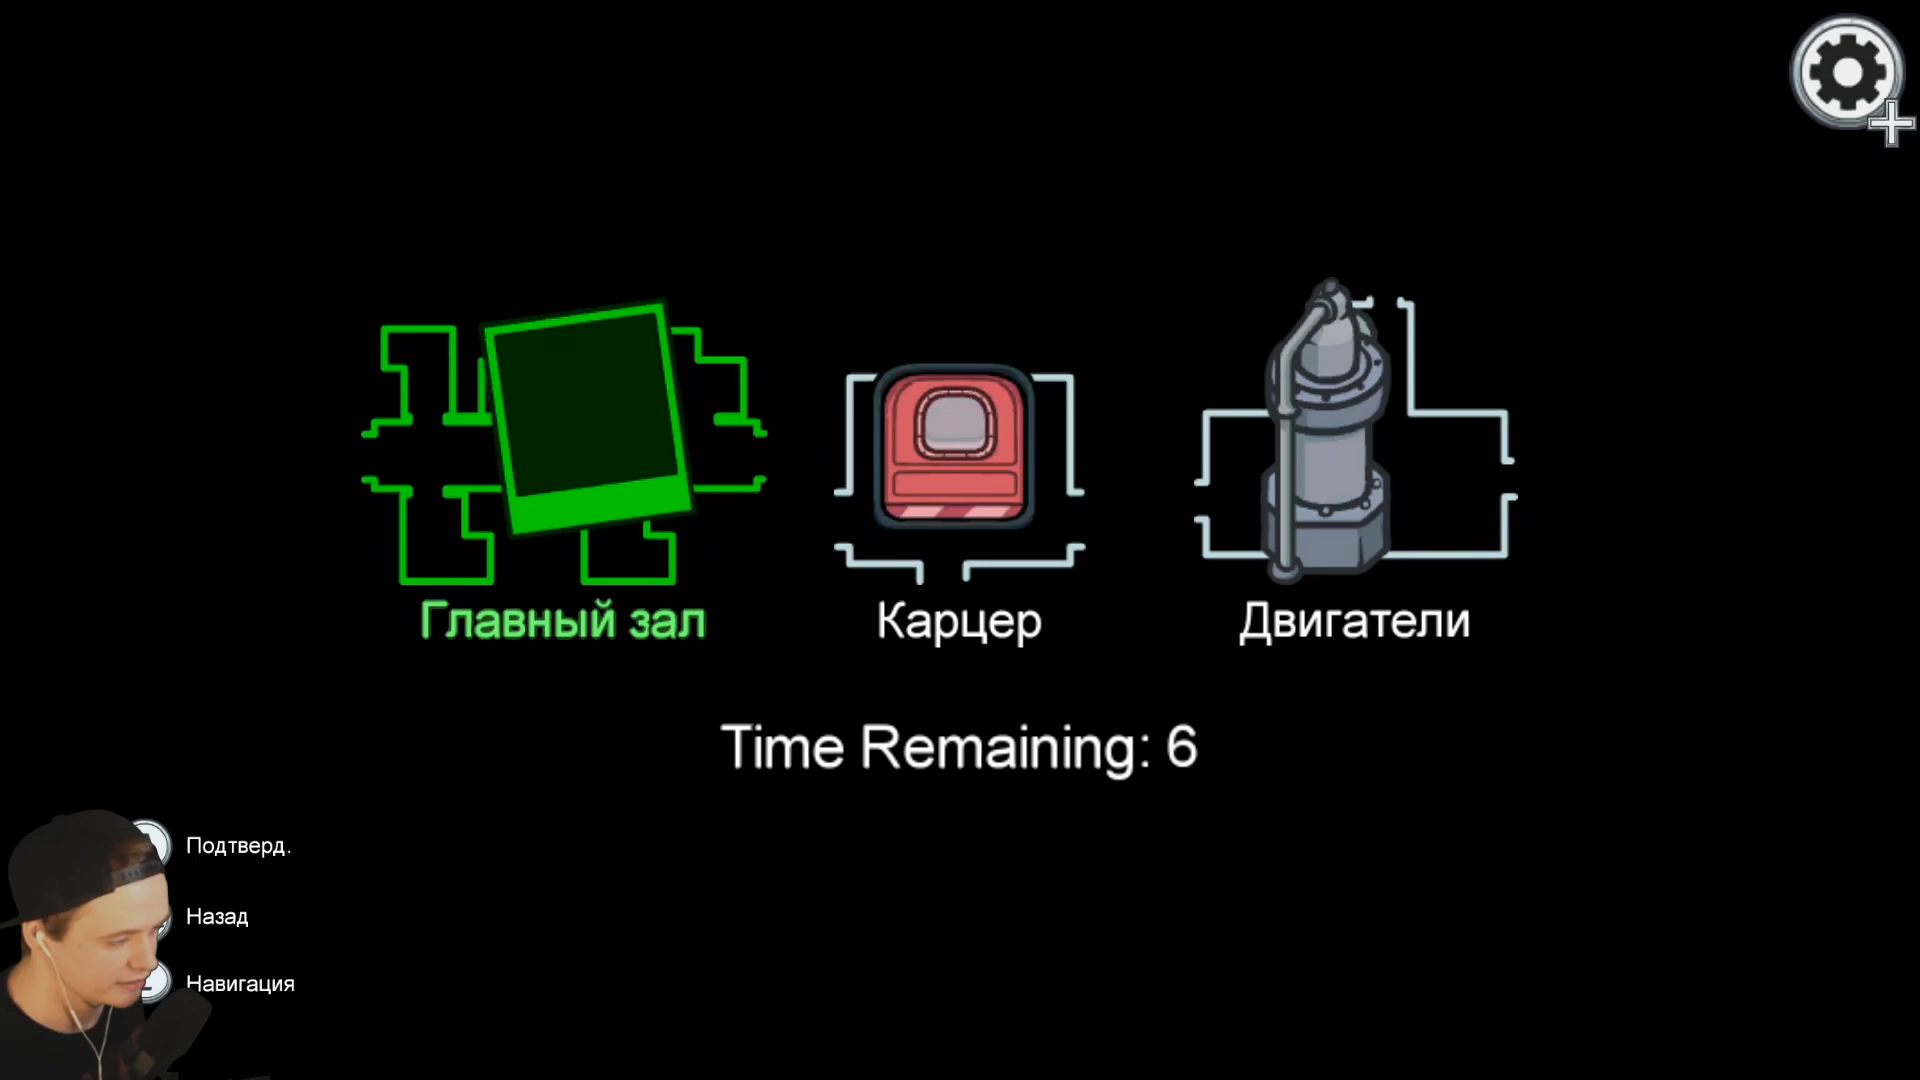 Главный зал
Карцер
Двигатели
Time Remaining: 6
Подтверд.
Назад
Навигация